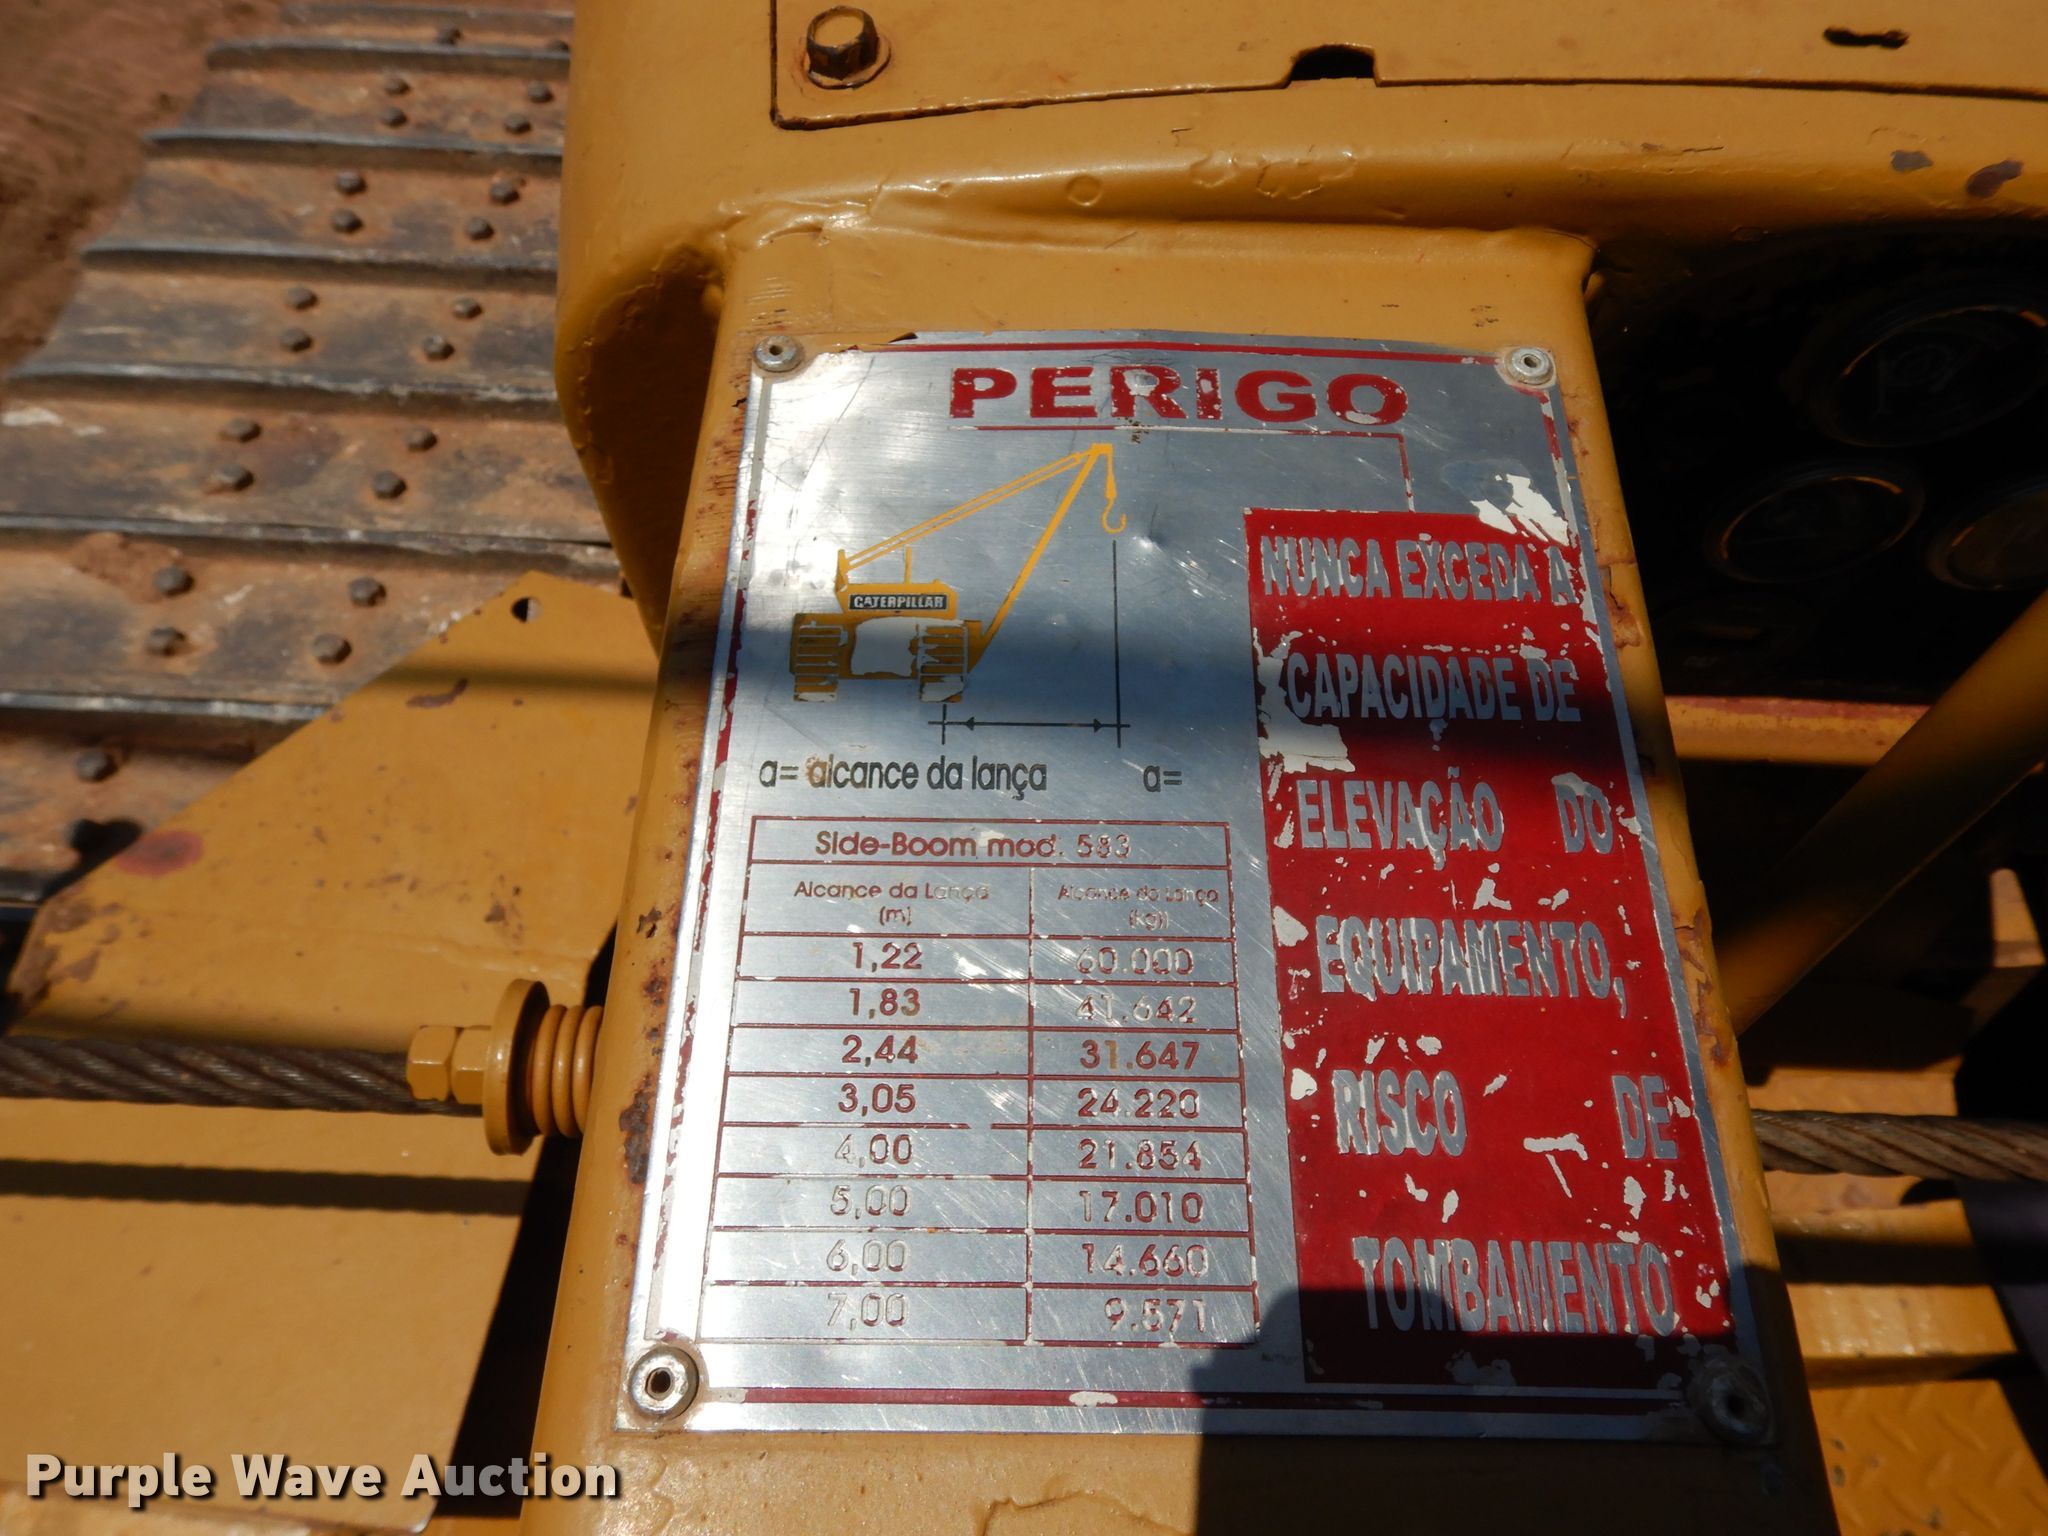 PERIGO
CATERPILLAR
a= alcance da lança a=
NUNCA EXCEDA A
CAPACIDADE DE
ELEVAÇÃO DO
EQUIPAMENTO,
RISCO DE
TOMBAMENTO
Side-Boom mod. 583
Alcance da Lança Alcance da Lança
(m) (kg)
1,22 60.000
1,83 41.642
2,44 31.647
3,05 24.220
4,00 21.854
5,00 17.010
6,00 14.660
7,00 9.571
Purple Wave Auction